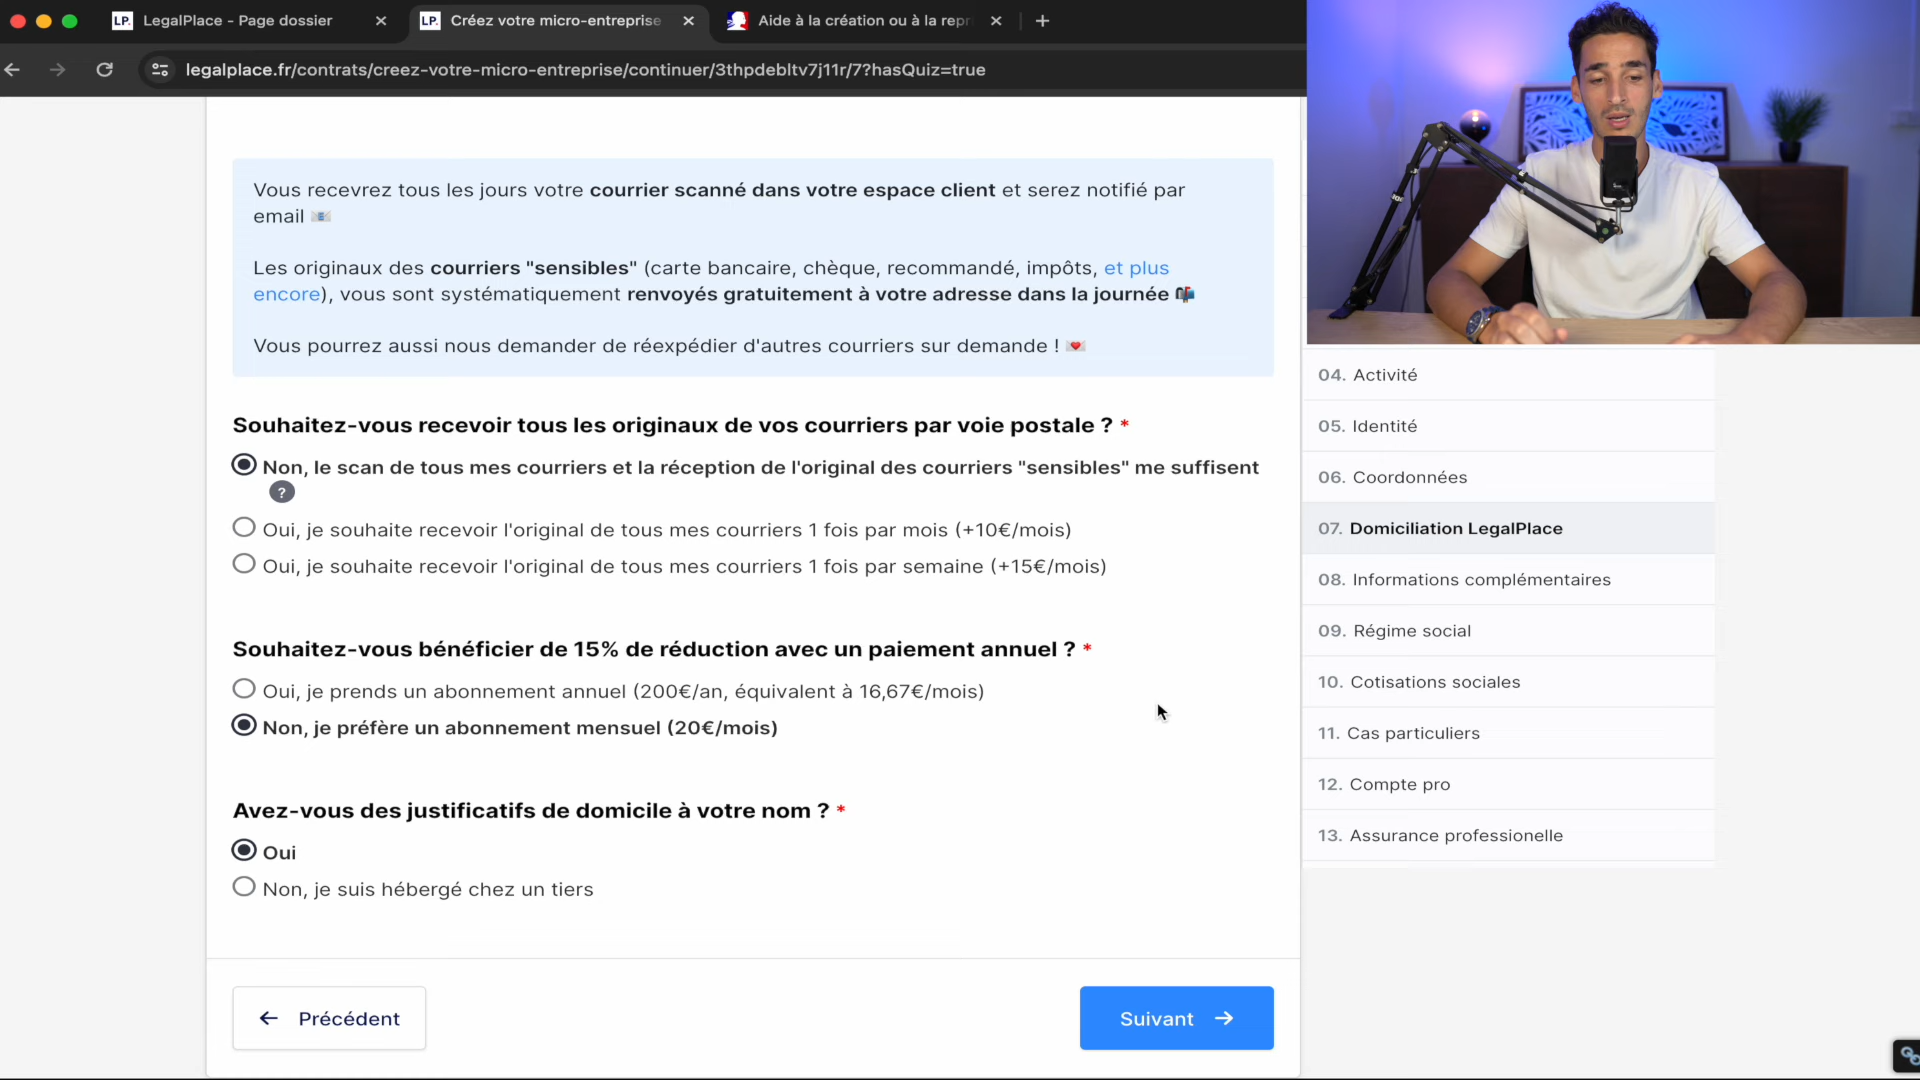 LP. LegalPlace - Page dossier
LP. Créez votre micro-entreprise
Aide à la création ou à la repr
legalplace.fr/contrats/creez-votre-micro-entreprise/continuer/3thpdebltv7j11r/7?hasQuiz=true
Vous recevrez tous les jours votre courrier scanné dans votre espace client et serez notifié par
email
Les originaux des courriers "sensibles" (carte bancaire, chèque, recommandé, impôts, et plus
encore), vous sont systématiquement renvoyés gratuitement à votre adresse dans la journée
Vous pourrez aussi nous demander de réexpédier d'autres courriers sur demande !
Souhaitez-vous recevoir tous les originaux de vos courriers par voie postale ? *
Non, le scan de tous mes courriers et la réception de l'original des courriers "sensibles" me suffisent
?
Oui, je souhaite recevoir l'original de tous mes courriers 1 fois par mois (+10€/mois)
Oui, je souhaite recevoir l'original de tous mes courriers 1 fois par semaine (+15€/mois)
Souhaitez-vous bénéficier de 15% de réduction avec un paiement annuel ? *
Oui, je prends un abonnement annuel (200€/an, équivalent à 16,67€/mois)
Non, je préfère un abonnement mensuel (20€/mois)
Avez-vous des justificatifs de domicile à votre nom ? *
Oui
Non, je suis hébergé chez un tiers
Précédent
Suivant
04. Activité
05. Identité
06. Coordonnées
07. Domiciliation LegalPlace
08. Informations complémentaires
09. Régime social
10. Cotisations sociales
11. Cas particuliers
12. Compte pro
13. Assurance professionelle